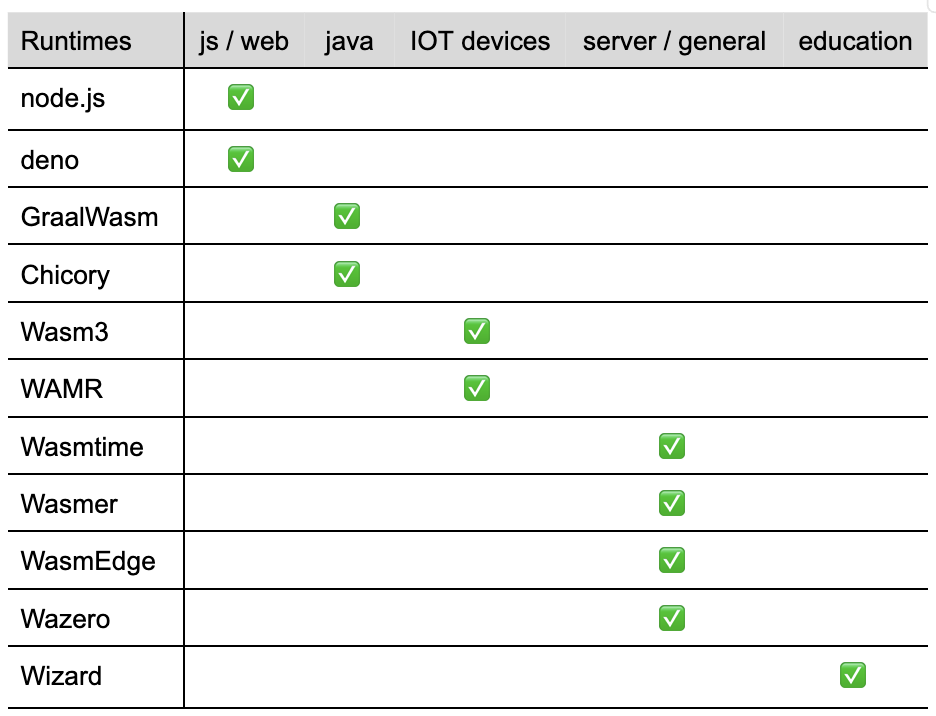 Runtimes js / web java IOT devices server / general education
node.js ✅
deno ✅
GraalWasm ✅
Chicory ✅
Wasm3 ✅
WAMR ✅
Wasmtime ✅
Wasmer ✅
WasmEdge ✅
Wazero ✅
Wizard ✅